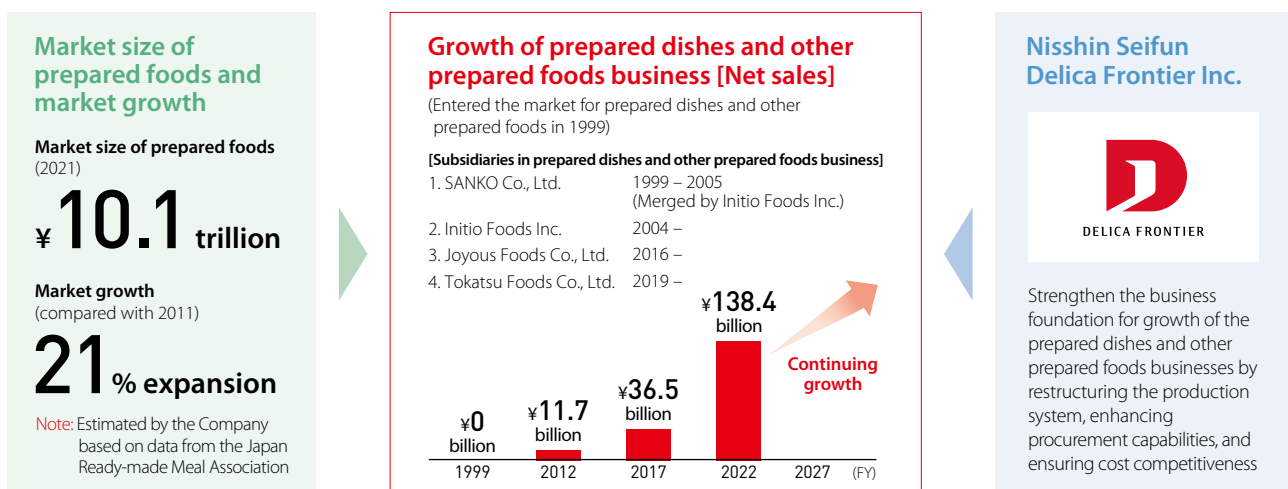 Market size of
prepared foods and
market growth
Market size of prepared foods
(2021)
¥10.1 trillion
Market growth
(compared with 2011)
21% expansion
Note: Estimated by the Company
based on data from the Japan
Ready-made Meal Association
Growth of prepared dishes and other
prepared foods business [Net sales]
(Entered the market for prepared dishes and other
prepared foods in 1999)
[Subsidiaries in prepared dishes and other prepared foods business]
1. SANKO Co., Ltd. 1999 – 2005
(Merged by Initio Foods Inc.)
2. Initio Foods Inc. 2004 –
3. Joyous Foods Co., Ltd. 2016 –
4. Tokatsu Foods Co., Ltd. 2019 –
¥0
billion
¥11.7
billion
¥36.5
billion
¥138.4
billion
Continuing
growth
1999 2012 2017 2022 2027 (FY)
Nisshin Seifun
Delica Frontier Inc.
DELICA FRONTIER
Strengthen the business
foundation for growth of the
prepared dishes and other
prepared foods businesses by
restructuring the production
system, enhancing
procurement capabilities, and
ensuring cost competitiveness